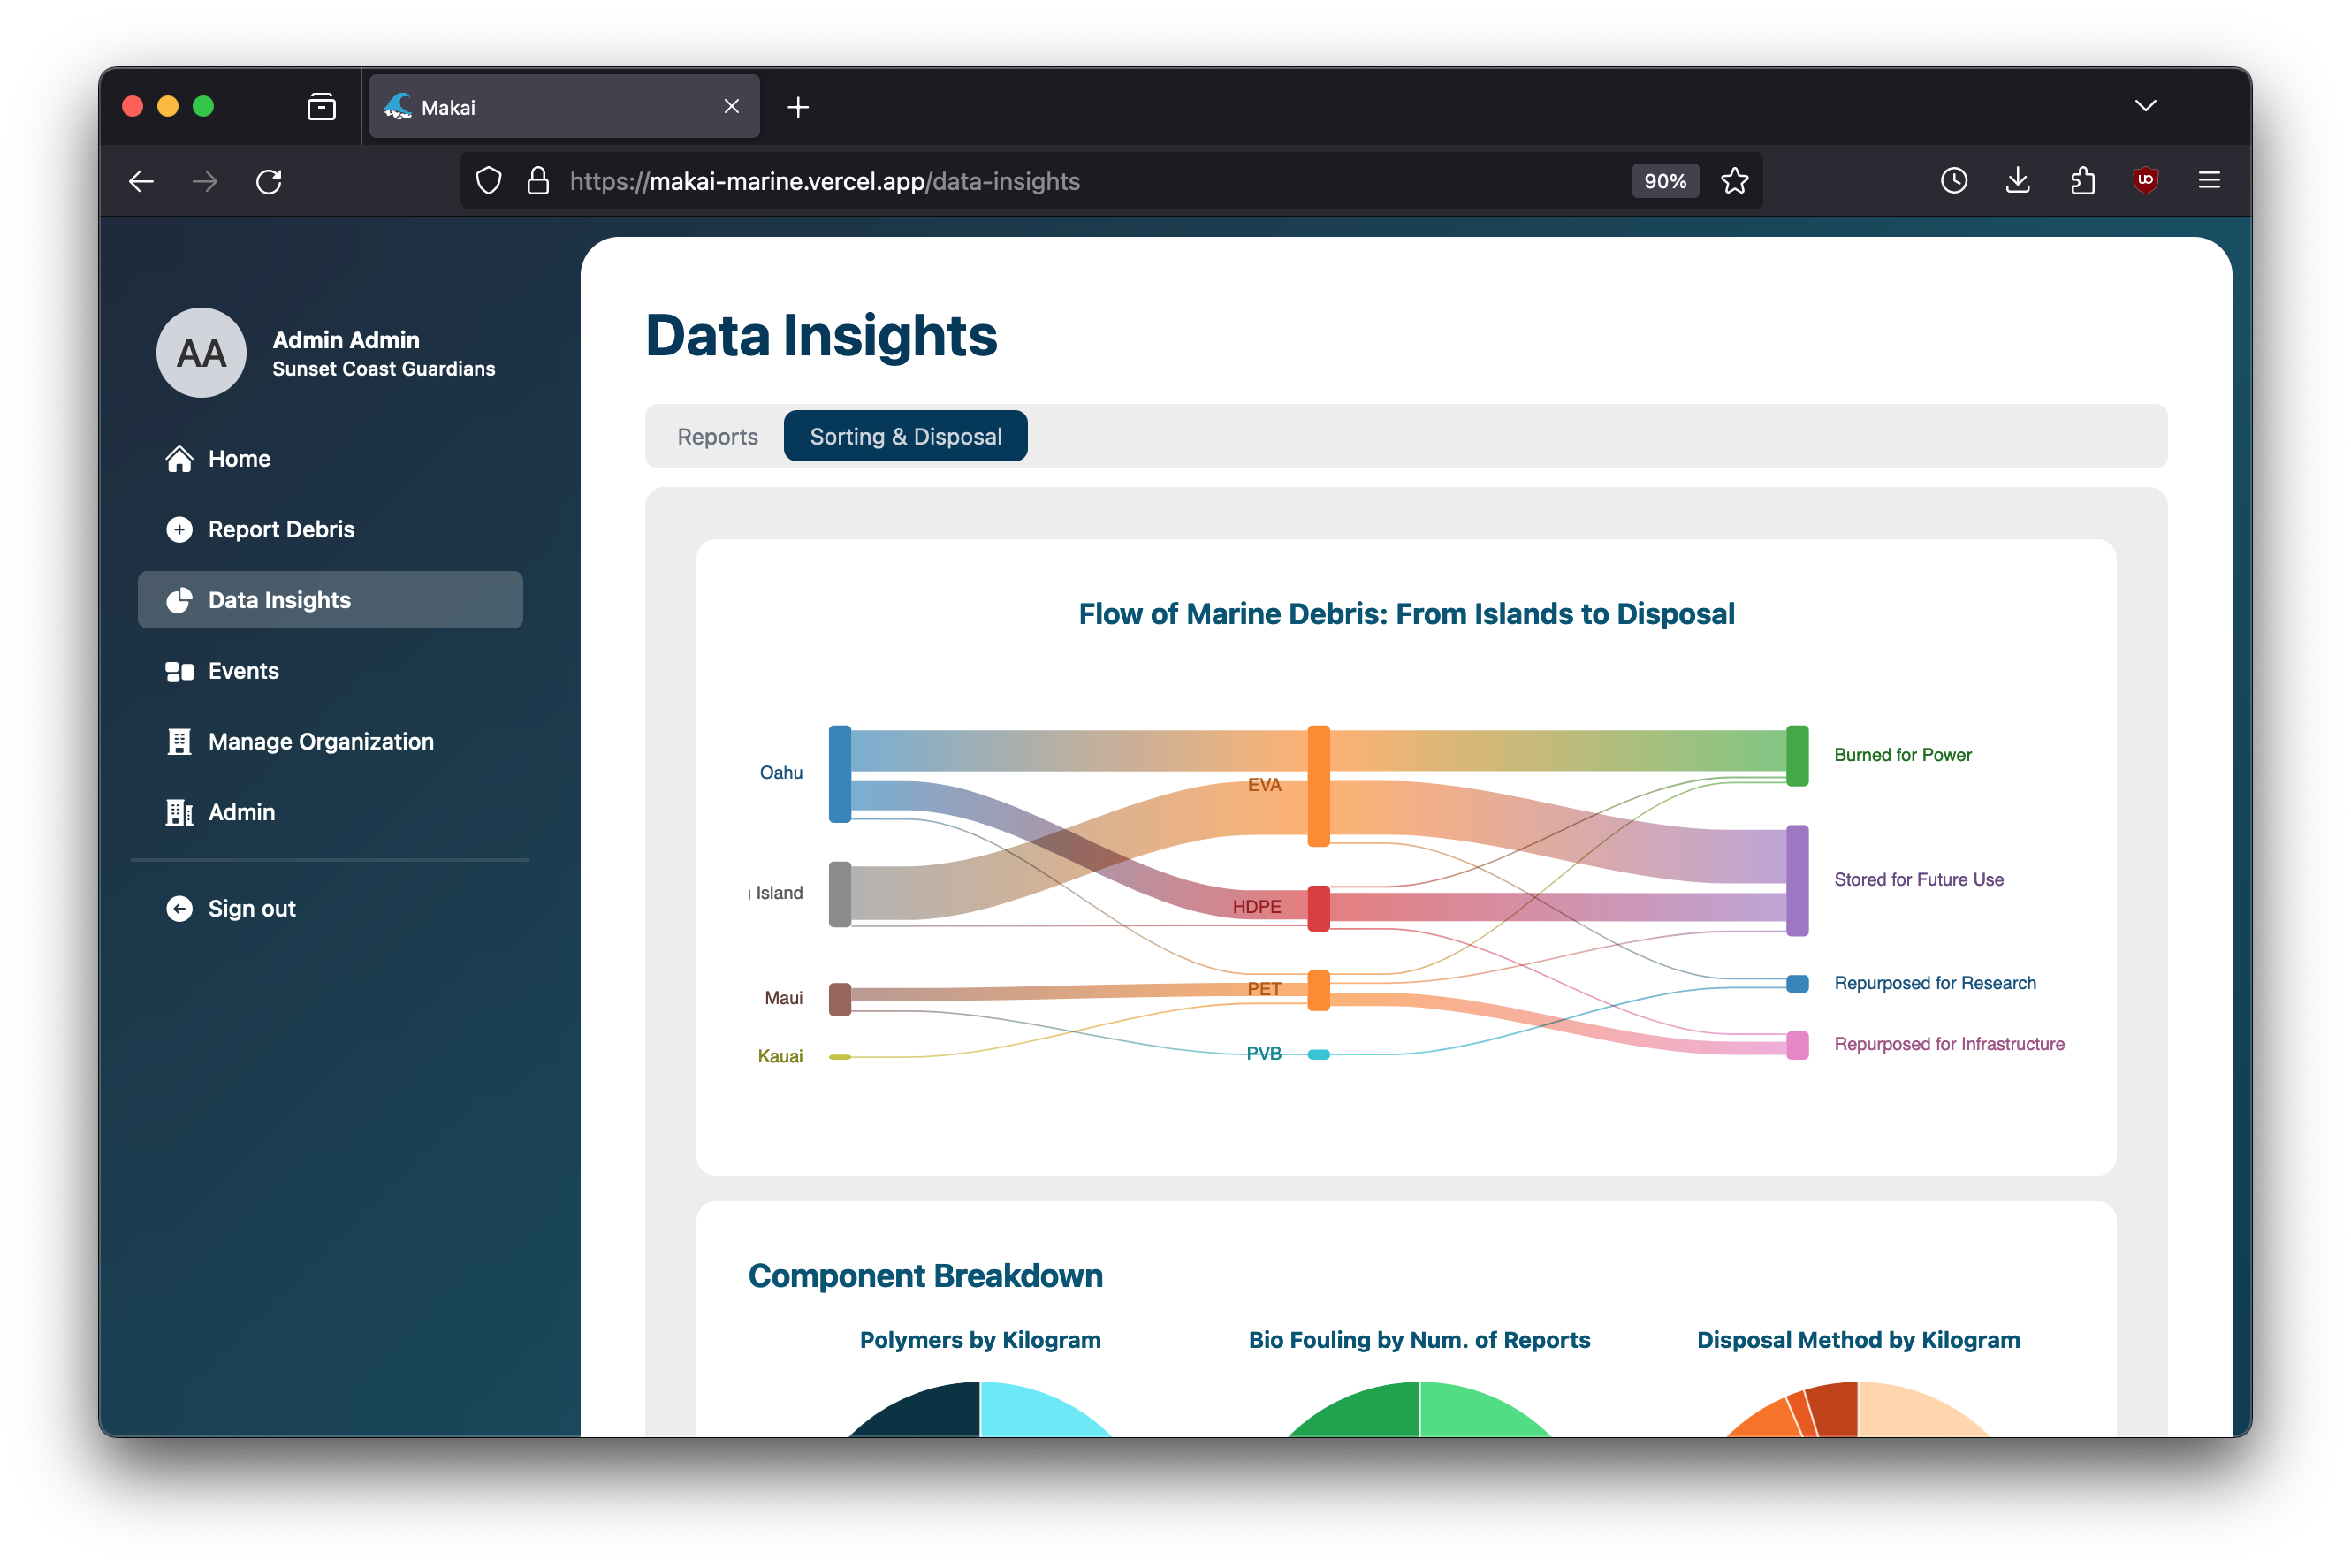 Makai
https://makai-marine.vercel.app/data-insights
90%
AA
Admin Admin
Sunset Coast Guardians
Home
Report Debris
Data Insights
Events
Manage Organization
Admin
Sign out
Data Insights
Reports
Sorting & Disposal
Flow of Marine Debris: From Islands to Disposal
Oahu
Island
Maui
Kauai
EVA
HDPE
PET
PVB
Burned for Power
Stored for Future Use
Repurposed for Research
Repurposed for Infrastructure
Component Breakdown
Polymers by Kilogram
Bio Fouling by Num. of Reports
Disposal Method by Kilogram